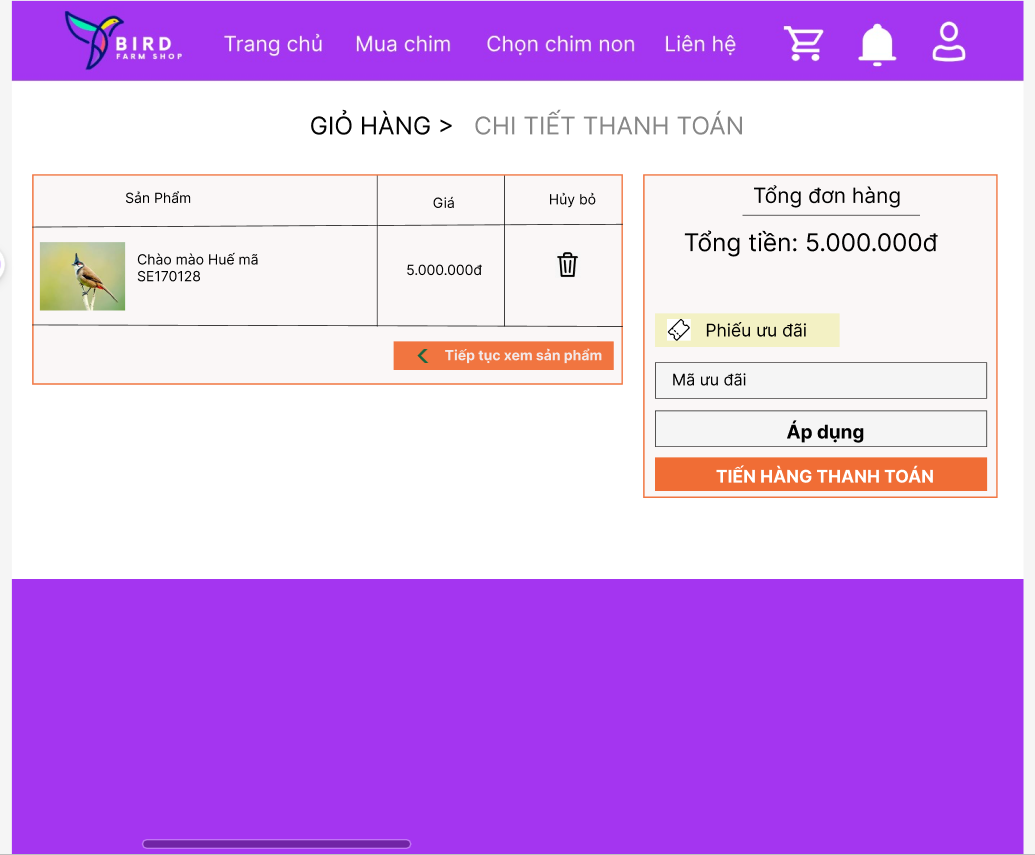 BIRD
FARM SHOP
Trang chủ
Mua chim
Chọn chim non
Liên hệ
GIỎ HÀNG >
CHI TIẾT THANH TOÁN
Sản Phẩm
Giá
Hủy bỏ
Chào mào Huế mã
SE170128
5.000.000đ
Tiếp tục xem sản phẩm
Tổng đơn hàng
Tổng tiền: 5.000.000đ
Phiếu ưu đãi
Mã ưu đãi
Áp dụng
TIẾN HÀNG THANH TOÁN